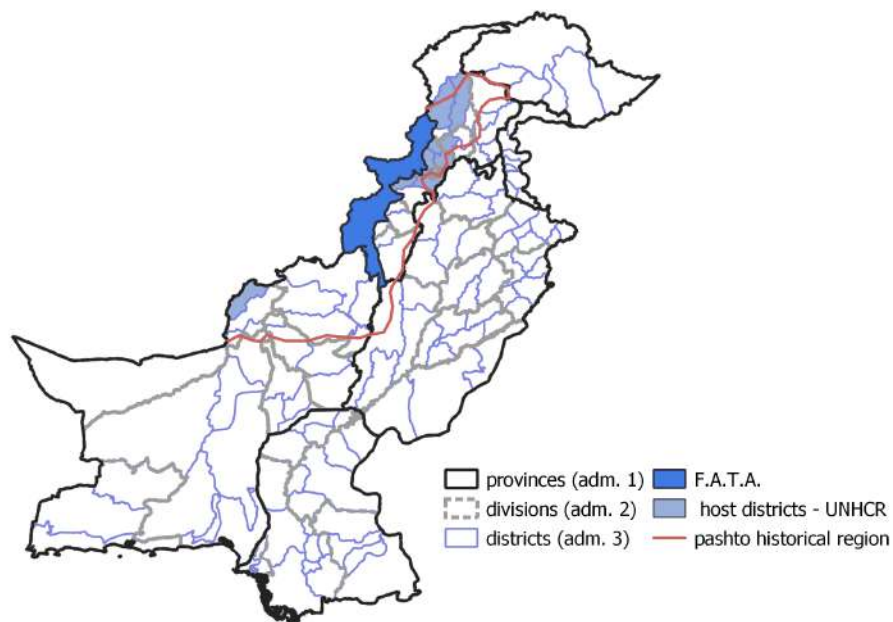 provinces (adm. 1)
F.A.T.A.
divisions (adm. 2)
host districts - UNHCR
districts (adm. 3)
pashto historical region